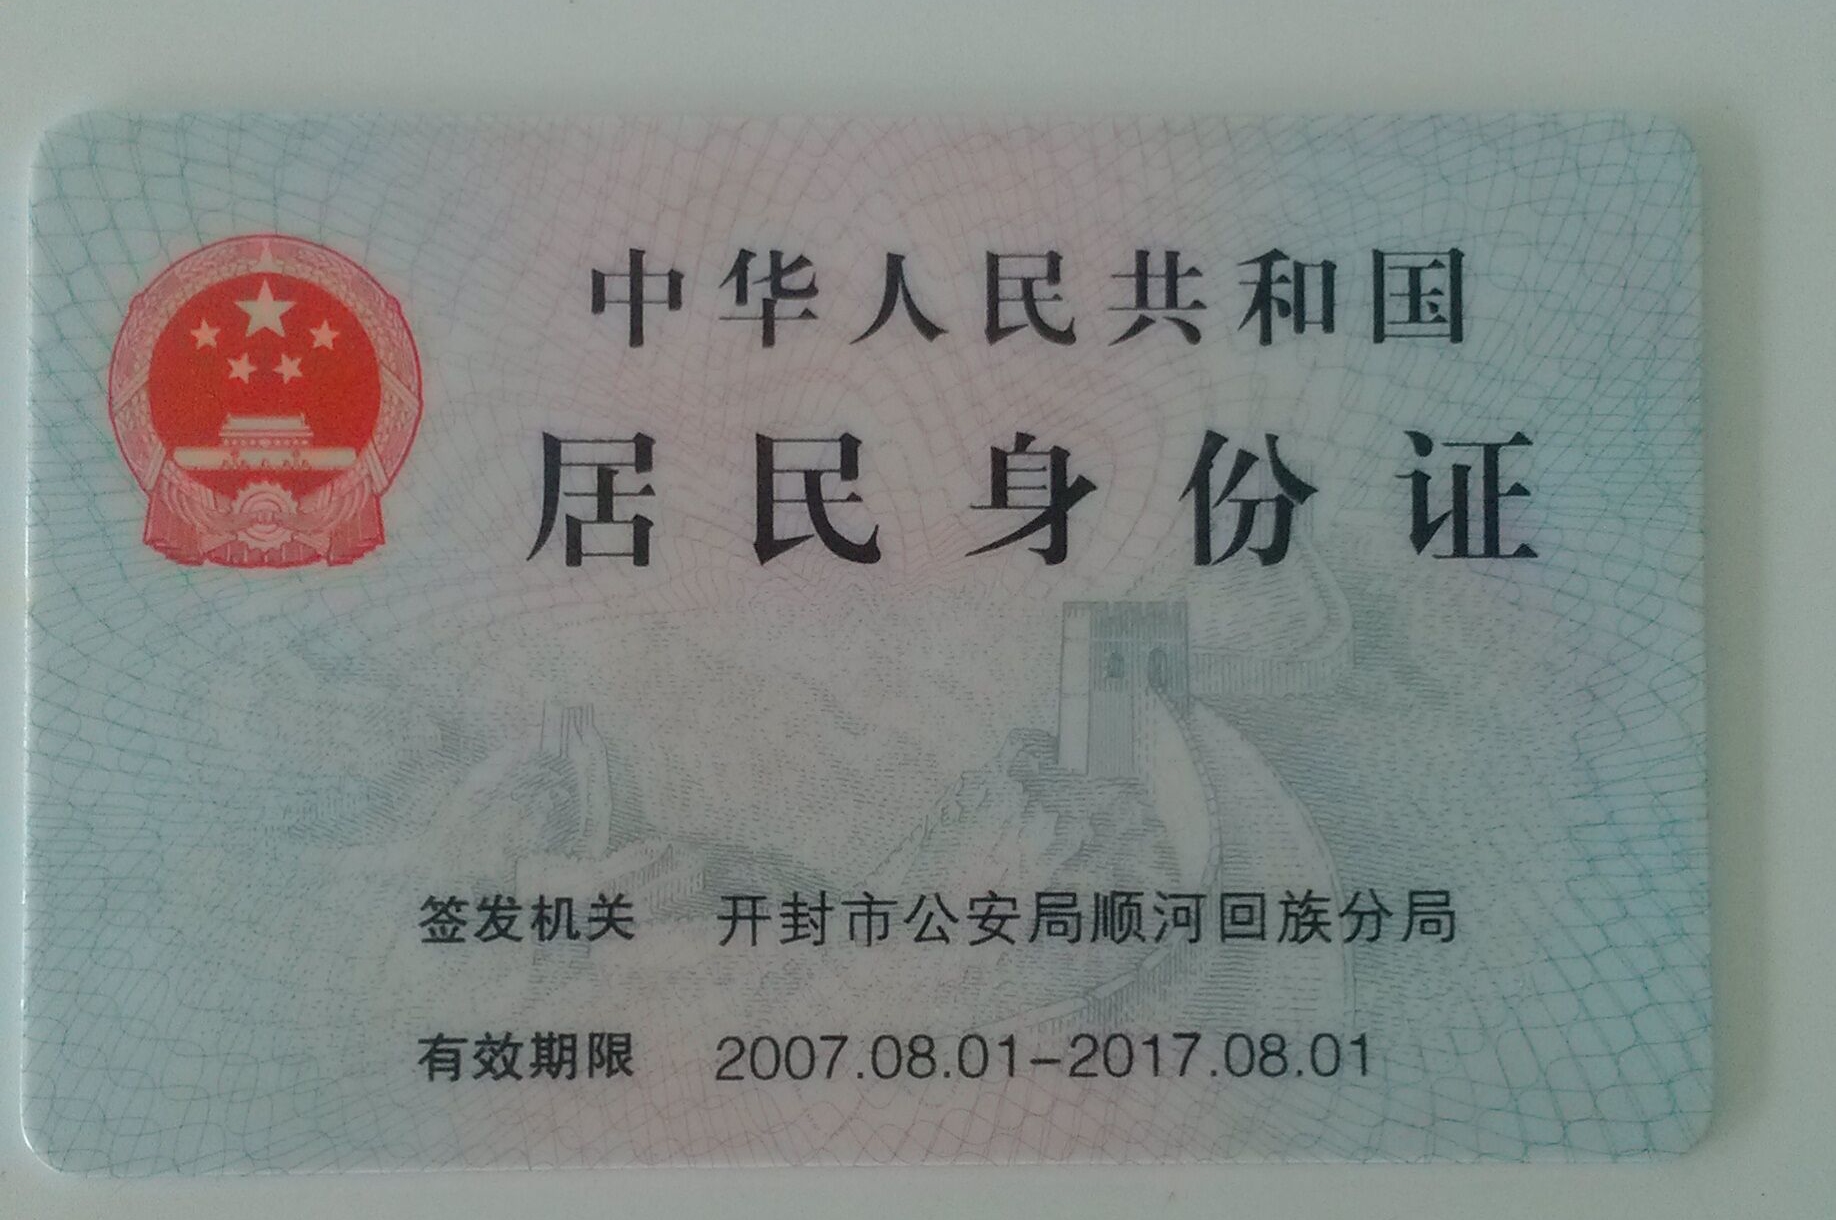 中华人民共和国
居民身份证
签发机关 开封市公安局顺河回族分局
有效期限 2007.08.01-2017.08.01